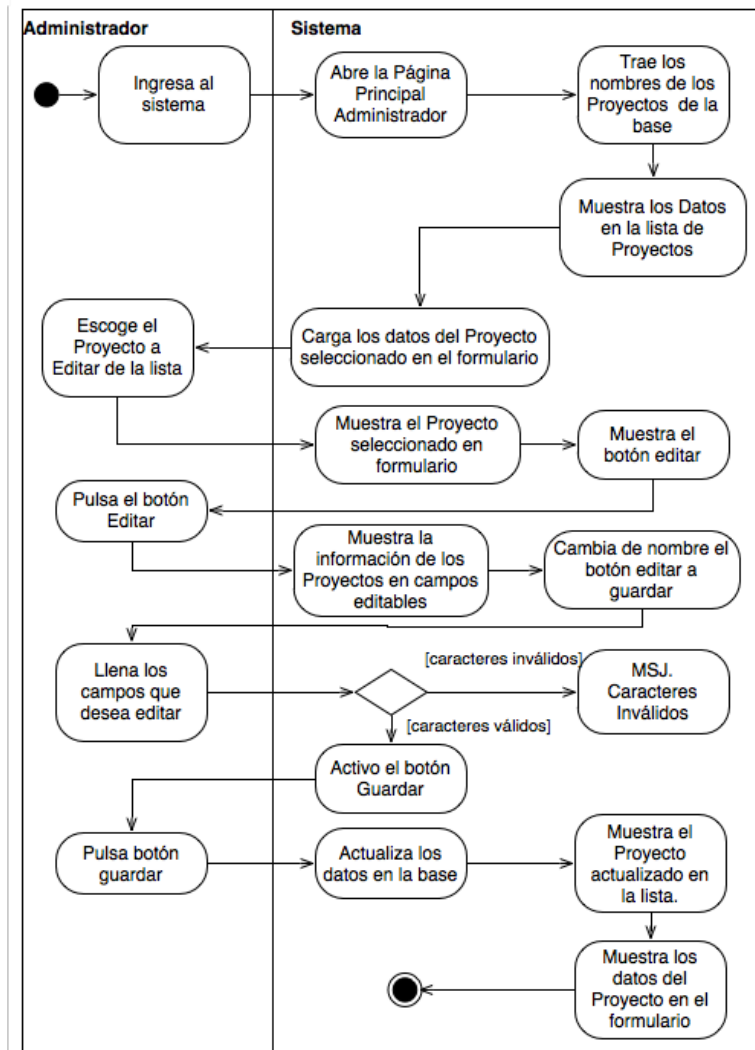 Administrador
Sistema
Ingresa al
sistema
Abre la Página
Principal
Administrador
Trae los
nombres de los
Proyectos de la
base
Muestra los Datos
en la lista de
Proyectos
Escoge el
Proyecto a
Editar de la lista
Carga los datos del Proyecto
seleccionado en el formulario
Muestra el Proyecto
seleccionado en
formulario
Muestra el
botón editar
Pulsa el botón
Editar
Muestra la
información de los
Proyectos en campos
editables
Cambia de nombre el
botón editar a
guardar
Llena los
campos que
desea editar
[caracteres inválidos]
MSJ.
Caracteres
Inválidos
[caracteres válidos]
Activo el botón
Guardar
Pulsa botón
guardar
Actualiza los
datos en la base
Muestra el
Proyecto
actualizado en
la lista.
Muestra los
datos del
Proyecto en el
formulario